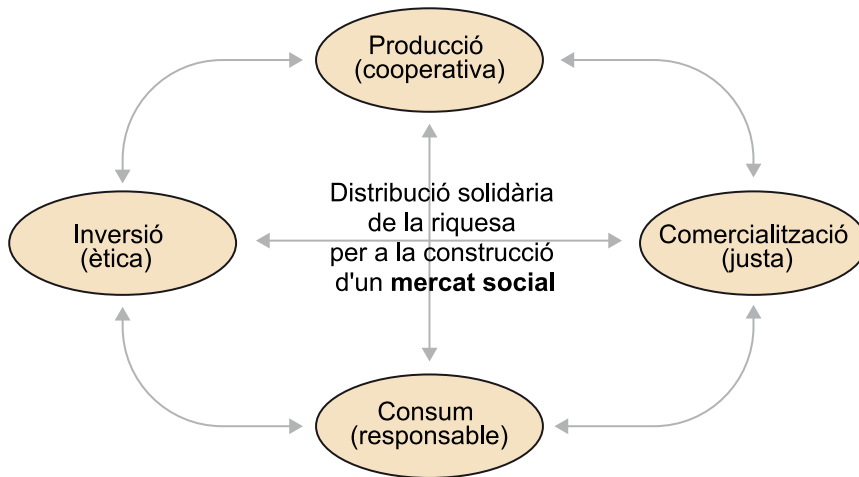 Producció
(cooperativa)
Distribució solidària
de la riquesa
per a la construcció
d'un mercat social
Inversió
(ètica)
Comercialització
(justa)
Consum
(responsable)